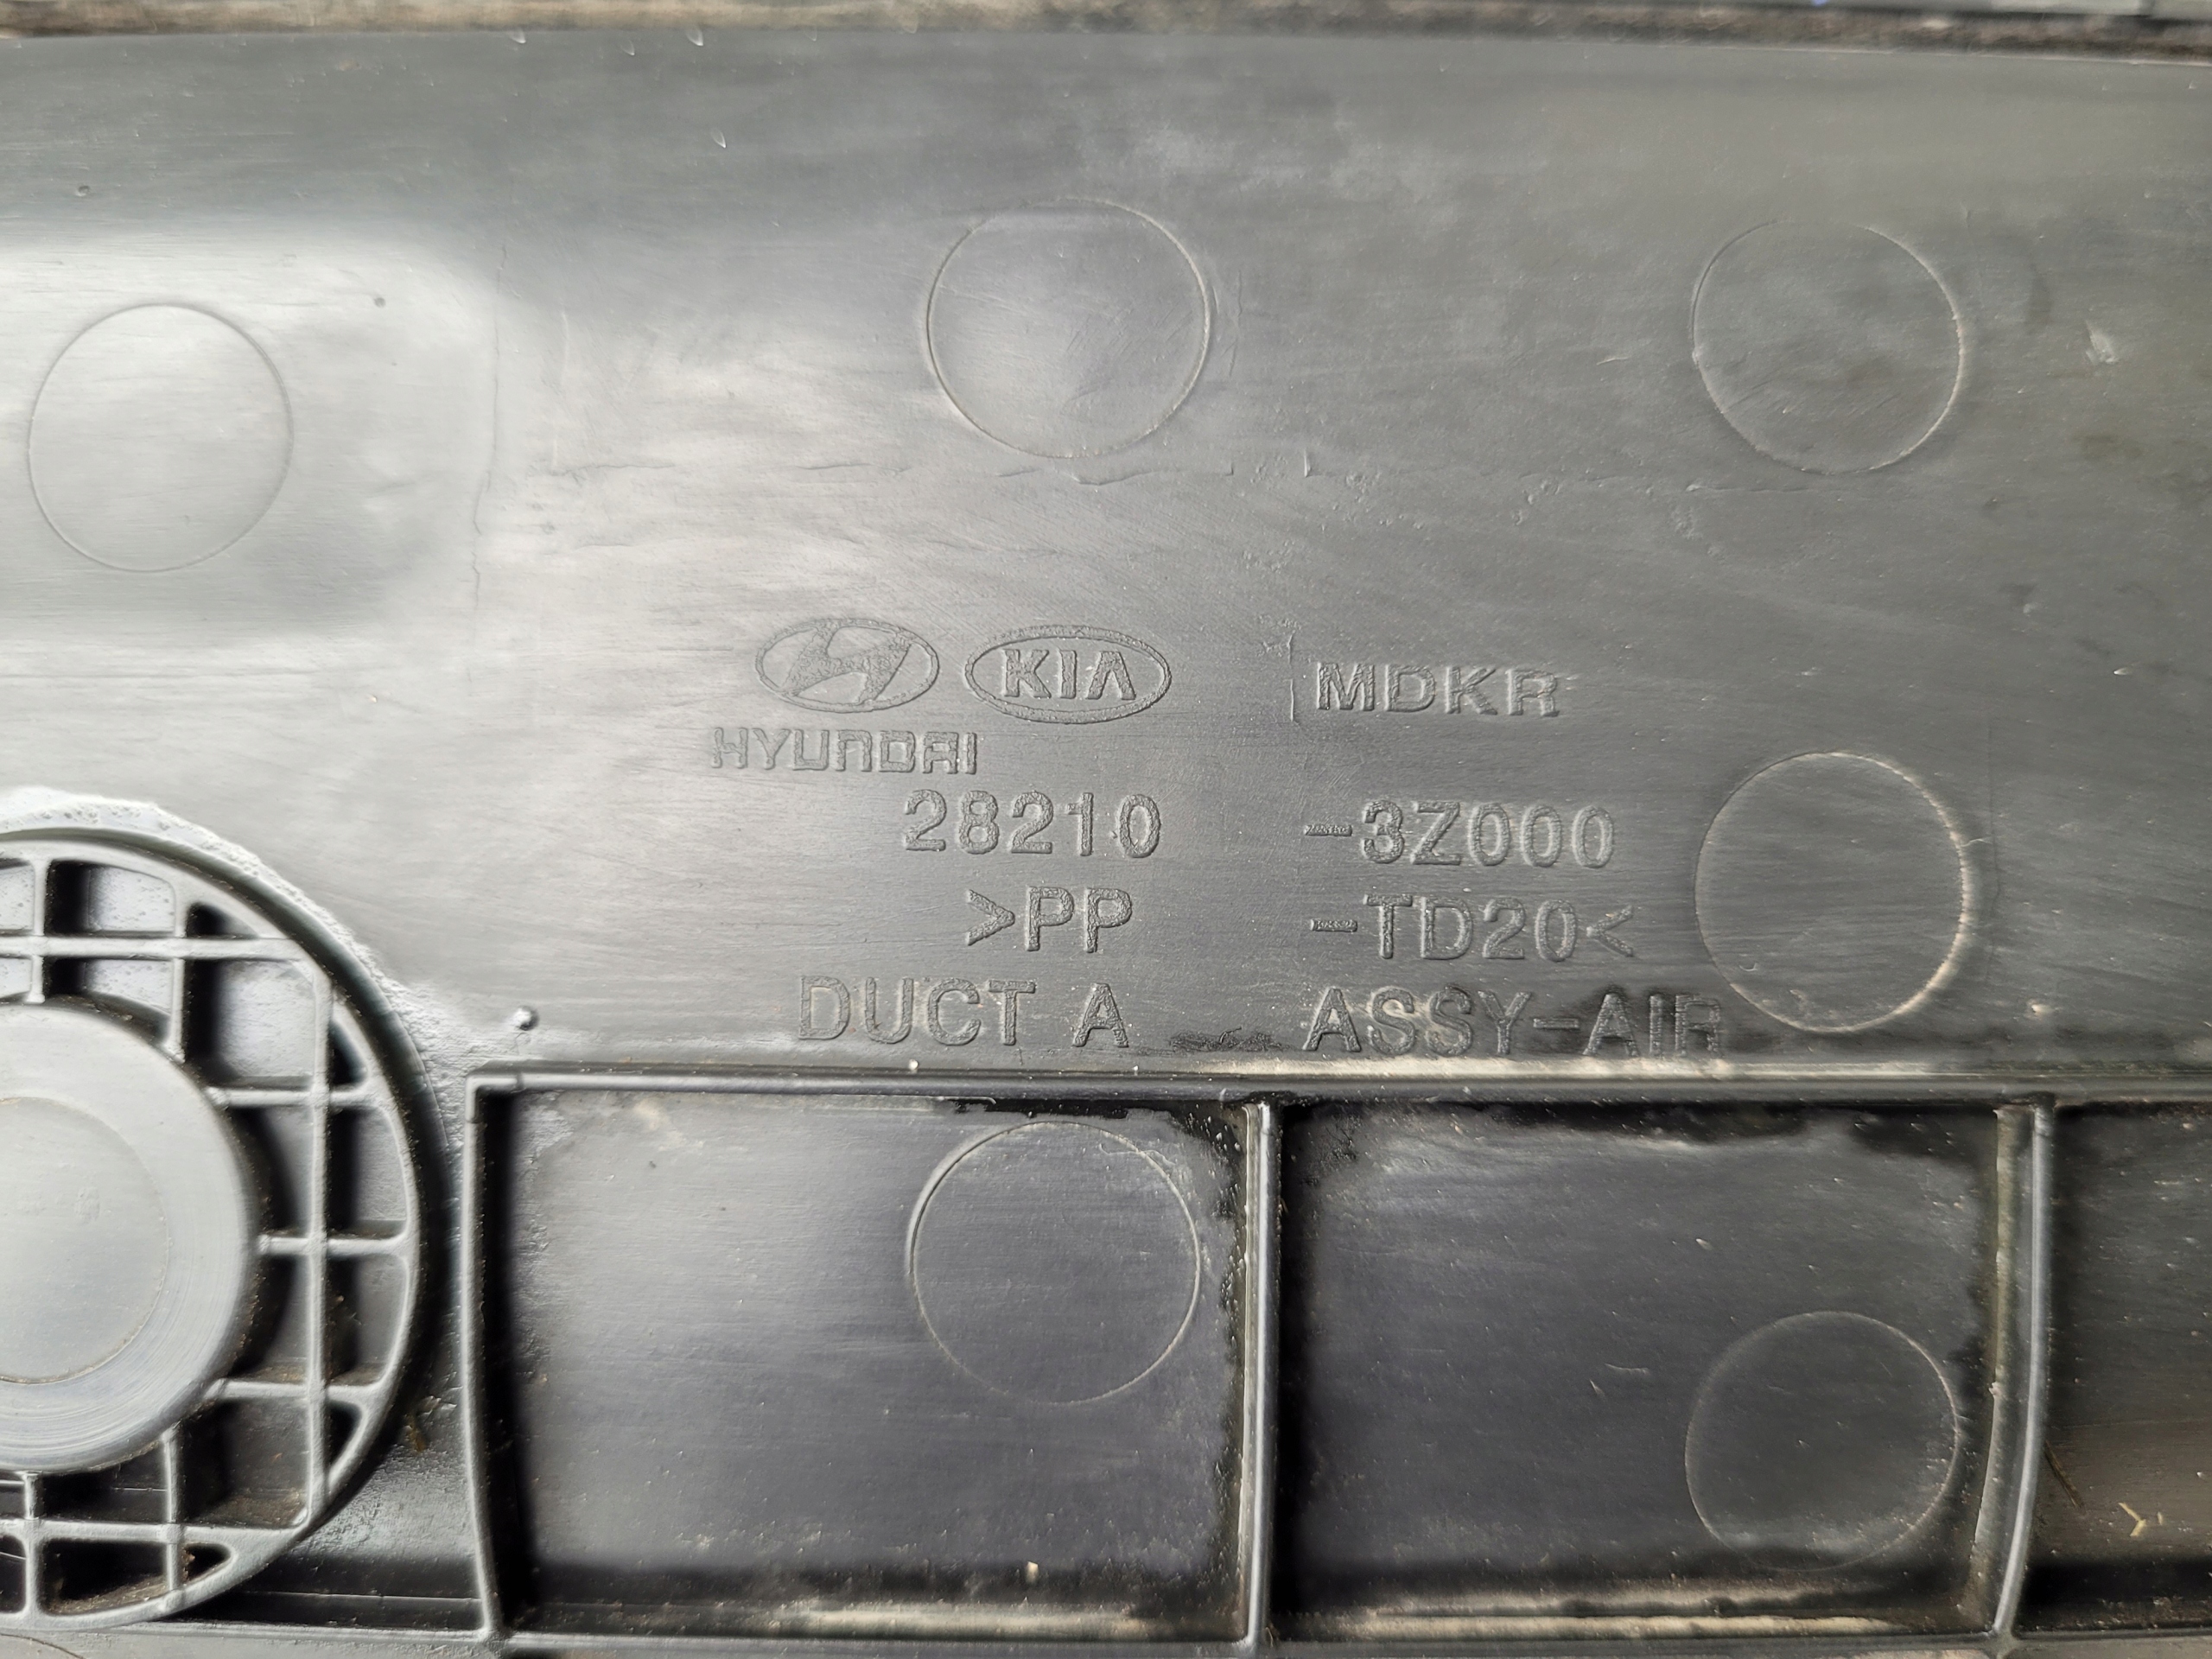 KIA MDKR
HYUNDAI
28210 -3Z000
>PP -TD20<
DUCT A ASSY-AIR